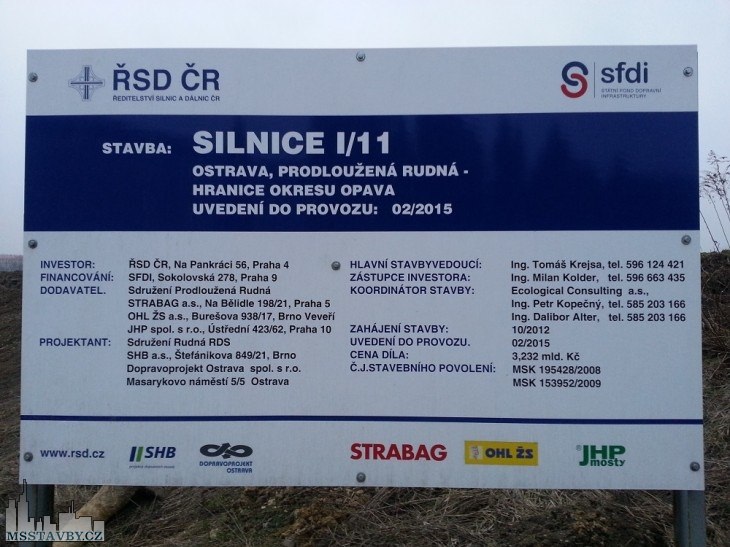 ŘSD ČR
ŘEDITELSTVÍ SILNIC A DÁLNIC ČR
sfdi
STÁTNÍ FOND DOPRAVNÍ
INFRASTRUKTURY
STAVBA: SILNICE I/11
OSTRAVA, PRODLOUŽENÁ RUDNÁ -
HRANICE OKRESU OPAVA
UVEDENÍ DO PROVOZU: 02/2015
INVESTOR: ŘSD ČR, Na Pankráci 56, Praha 4
FINANCOVÁNÍ: SFDI, Sokolovská 278, Praha 9
DODAVATEL. Sdružení Prodloužená Rudná
STRABAG a.s., Na Bělidle 198/21, Praha 5
OHL ŽS a.s., Burešova 938/17, Brno Veveří
JHP spol. s r.o., Ústřední 423/62, Praha 10
PROJEKTANT: Sdružení Rudná RDS
SHB a.s., Štefánikova 849/21, Brno
Dopravoprojekt Ostrava spol. s r.o.
Masarykovo náměstí 5/5 Ostrava
HLAVNÍ STAVBYVEDOUCÍ: Ing. Tomáš Krejsa, tel. 596 124 421
ZÁSTUPCE INVESTORA: Ing. Milan Kolder, tel. 596 663 435
KOORDINÁTOR STAVBY: Ecological Consulting a.s.,
Ing. Petr Kopečný, tel. 585 203 166
Ing. Dalibor Alter, tel. 585 203 166
ZAHÁJENÍ STAVBY: 10/2012
UVEDENÍ DO PROVOZU. 02/2015
CENA DÍLA: 3,232 mld. Kč
Č.J.STAVEBNÍHO POVOLENÍ: MSK 195428/2008
MSK 153952/2009
www.rsd.cz
SHB
DOPRAVOPROJEKT
OSTRAVA
STRABAG
OHL ŽS
JHP
mosty
MSSTAVBY.CZ